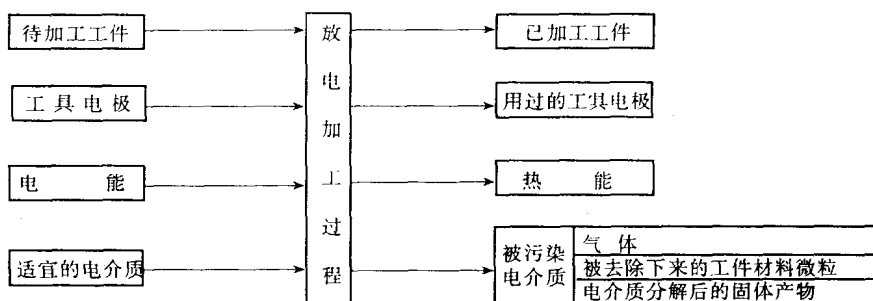 待加工工件
工具电极
电能
适宜的电介质
放电加工过程
已加工工件
用过的工具电极
热能
被污染
电介质
气体
被去除下来的工件材料微粒
电介质分解后的固体产物